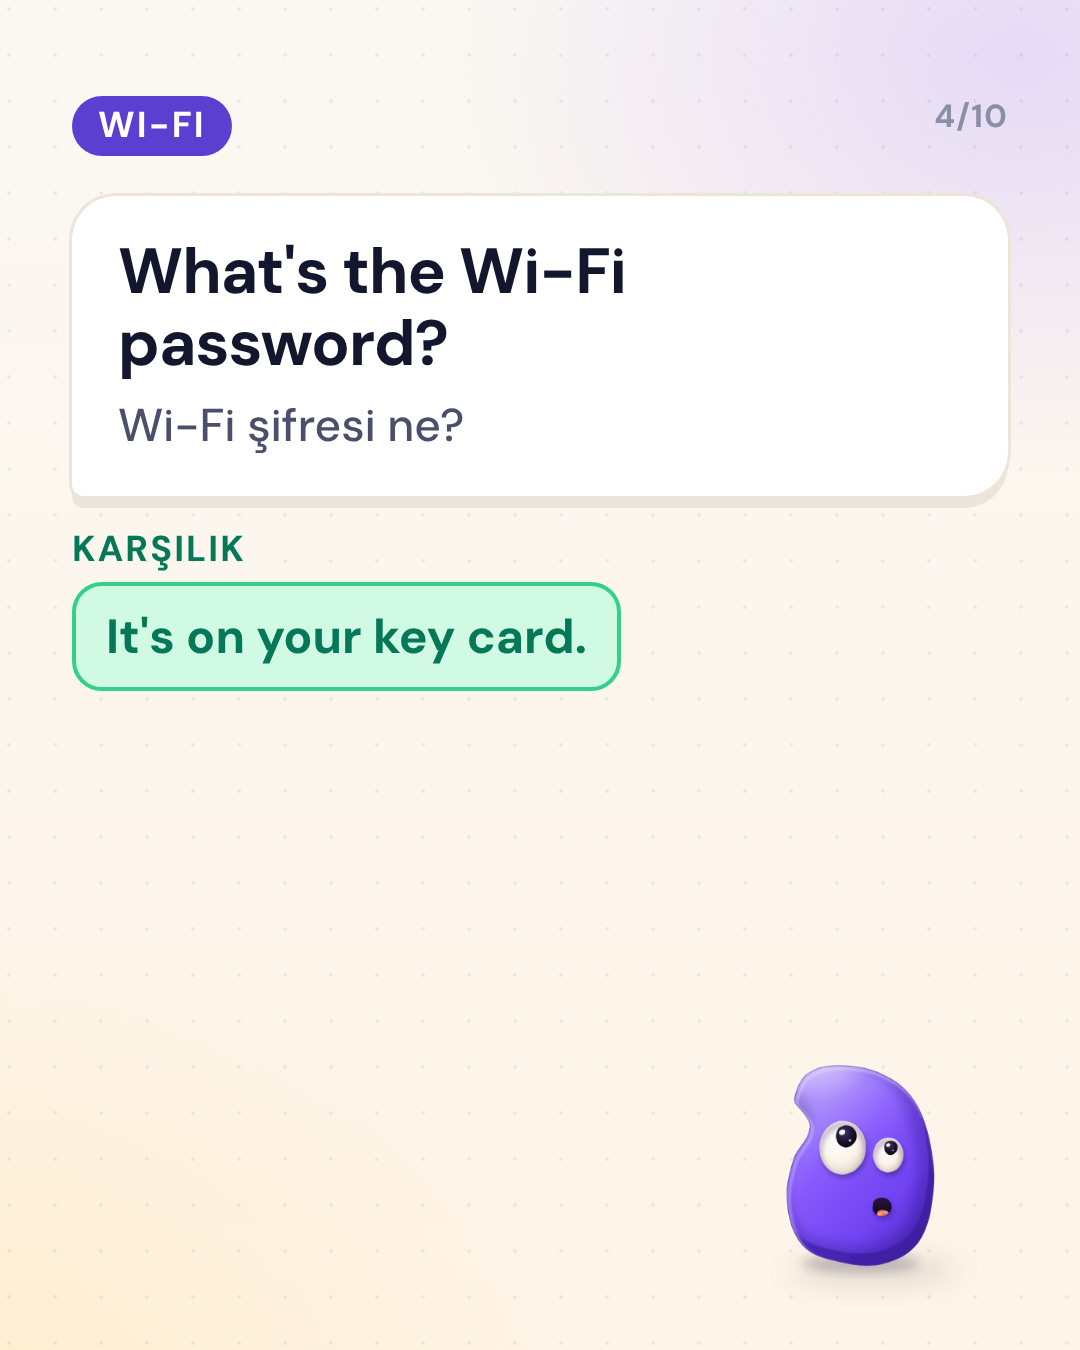 WI-FI
4/10
What's the Wi-Fi
password?
Wi-Fi şifresi ne?
KARŞILIK
It's on your key card.